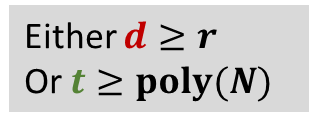 Either d ≥ r
Or t ≥ poly(N)